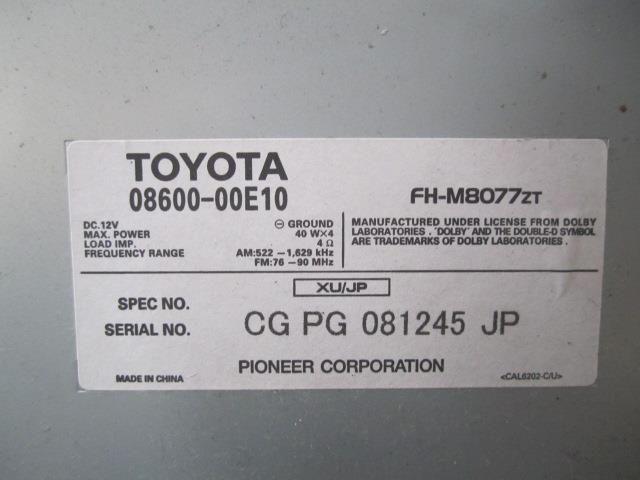 TOYOTA
08600-00E10
FH-M8077ZT
DC.12V ⊖ GROUND
MAX. POWER 40 W×4
LOAD IMP. 4 Ω
FREQUENCY RANGE AM:522 -1,629 kHz
FM:76 -90 MHz
MANUFACTURED UNDER LICENSE FROM DOLBY
LABORATORIES . "DOLBY" AND THE DOUBLE-D SYMBOL
ARE TRADEMARKS OF DOLBY LABORATORIES .
XU/JP
SPEC NO.
SERIAL NO. CG PG 081245 JP
PIONEER CORPORATION
MADE IN CHINA
<CAL6202-C/U>